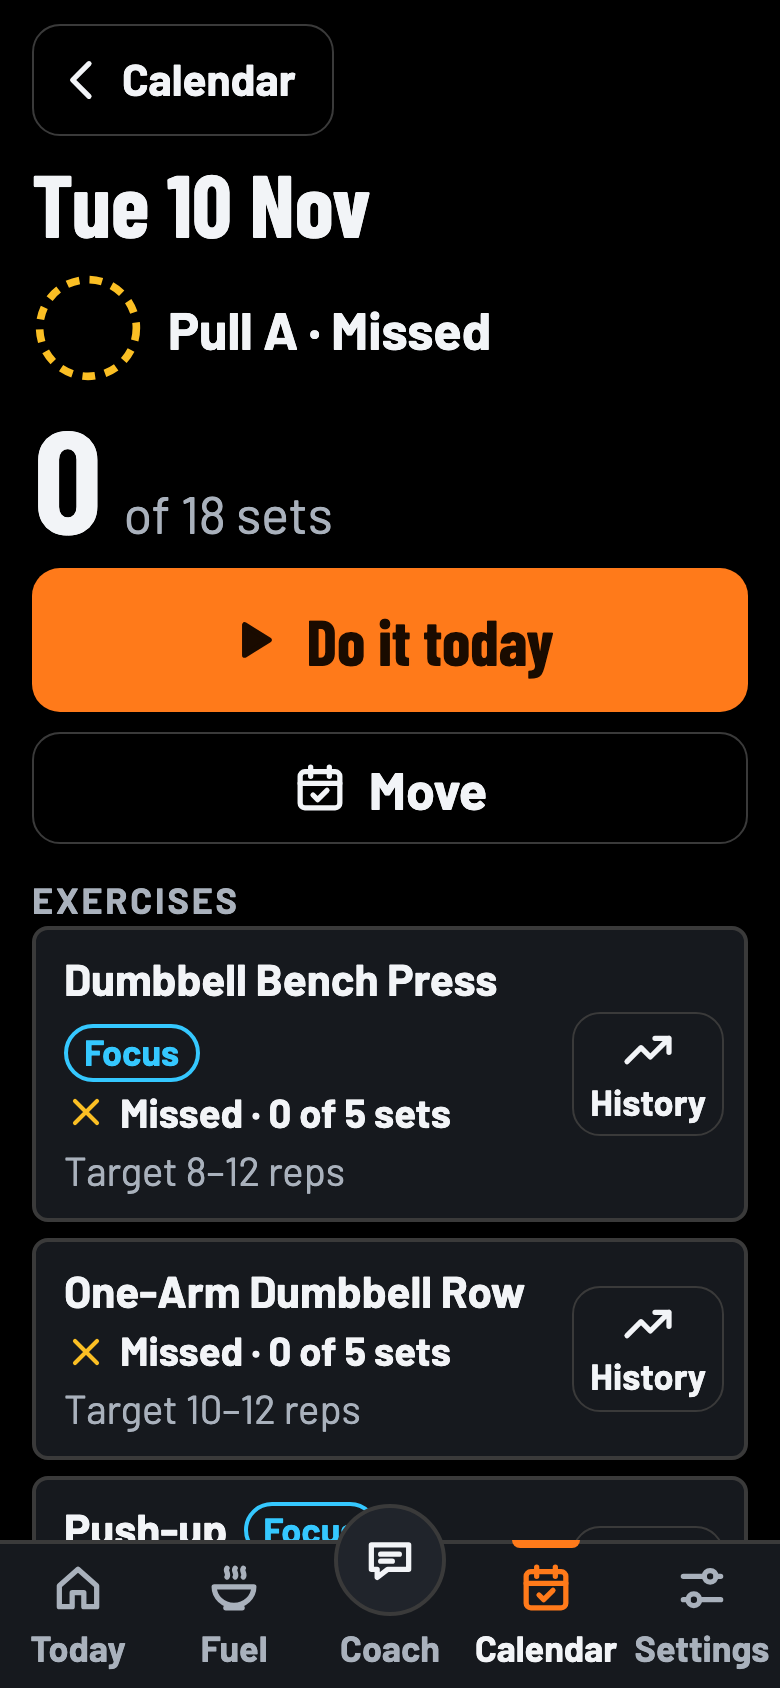 Calendar
Tue 10 Nov
Pull A · Missed
0 of 18 sets
Do it today
Move
EXERCISES
Dumbbell Bench Press
Focus
Missed · 0 of 5 sets
Target 8–12 reps
History
One-Arm Dumbbell Row
Missed · 0 of 5 sets
Target 10–12 reps
History
Push-up Focus
Today
Fuel
Coach
Calendar
Settings